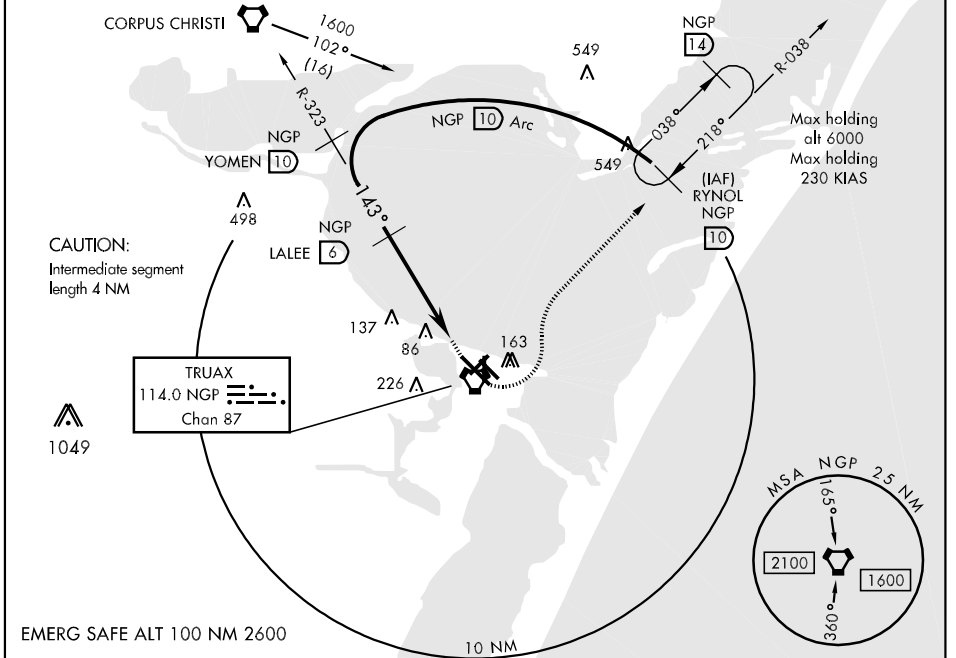 CORPUS CHRISTI
1600
102°
(16)
R-323
NGP
YOMEN 10
498
NGP
LALEE 6
143°
NGP 10 Arc
549
549
NGP
14
038°
218°
R-038
Max holding
alt 6000
Max holding
230 KIAS
(IAF)
RYNOL
NGP
10
CAUTION:
Intermediate segment
length 4 NM
137
86
163
226
TRUAX
114.0 NGP
Chan 87
1049
MSA NGP 25 NM
165°
2100
1600
360°
EMERG SAFE ALT 100 NM 2600
10 NM